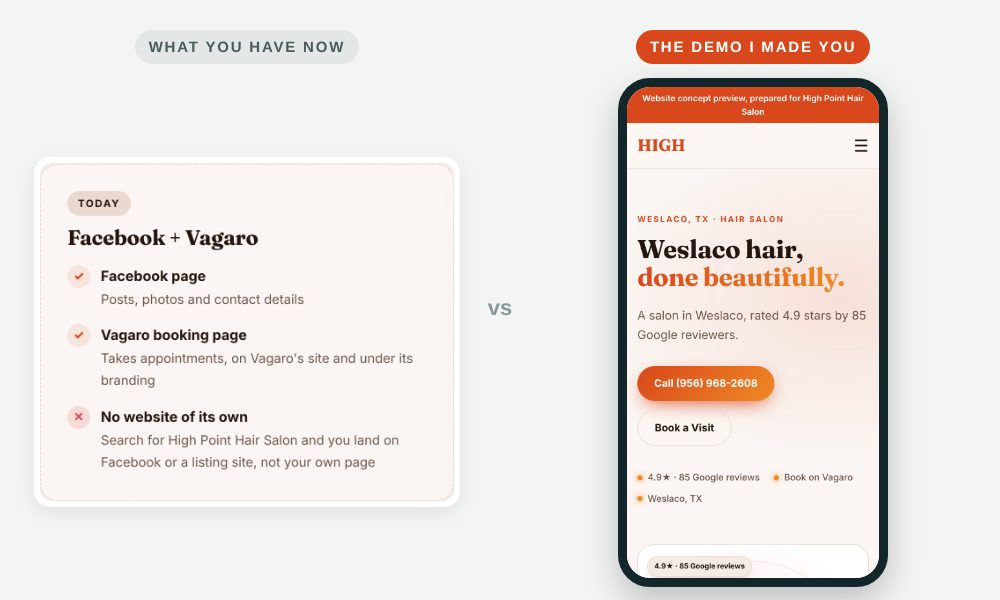 WHAT YOU HAVE NOW
TODAY
Facebook + Vagaro
Facebook page
Posts, photos and contact details
Vagaro booking page
Takes appointments, on Vagaro's site and under its
branding
No website of its own
Search for High Point Hair Salon and you land on
Facebook or a listing site, not your own page
vs
THE DEMO I MADE YOU
Website concept preview, prepared for High Point Hair
Salon
HIGH
WESLACO, TX · HAIR SALON
Weslaco hair,
done beautifully.
A salon in Weslaco, rated 4.9 stars by 85
Google reviewers.
Call (956) 968-2608
Book a Visit
4.9★ · 85 Google reviews
Book on Vagaro
Weslaco, TX
4.9★ · 85 Google reviews